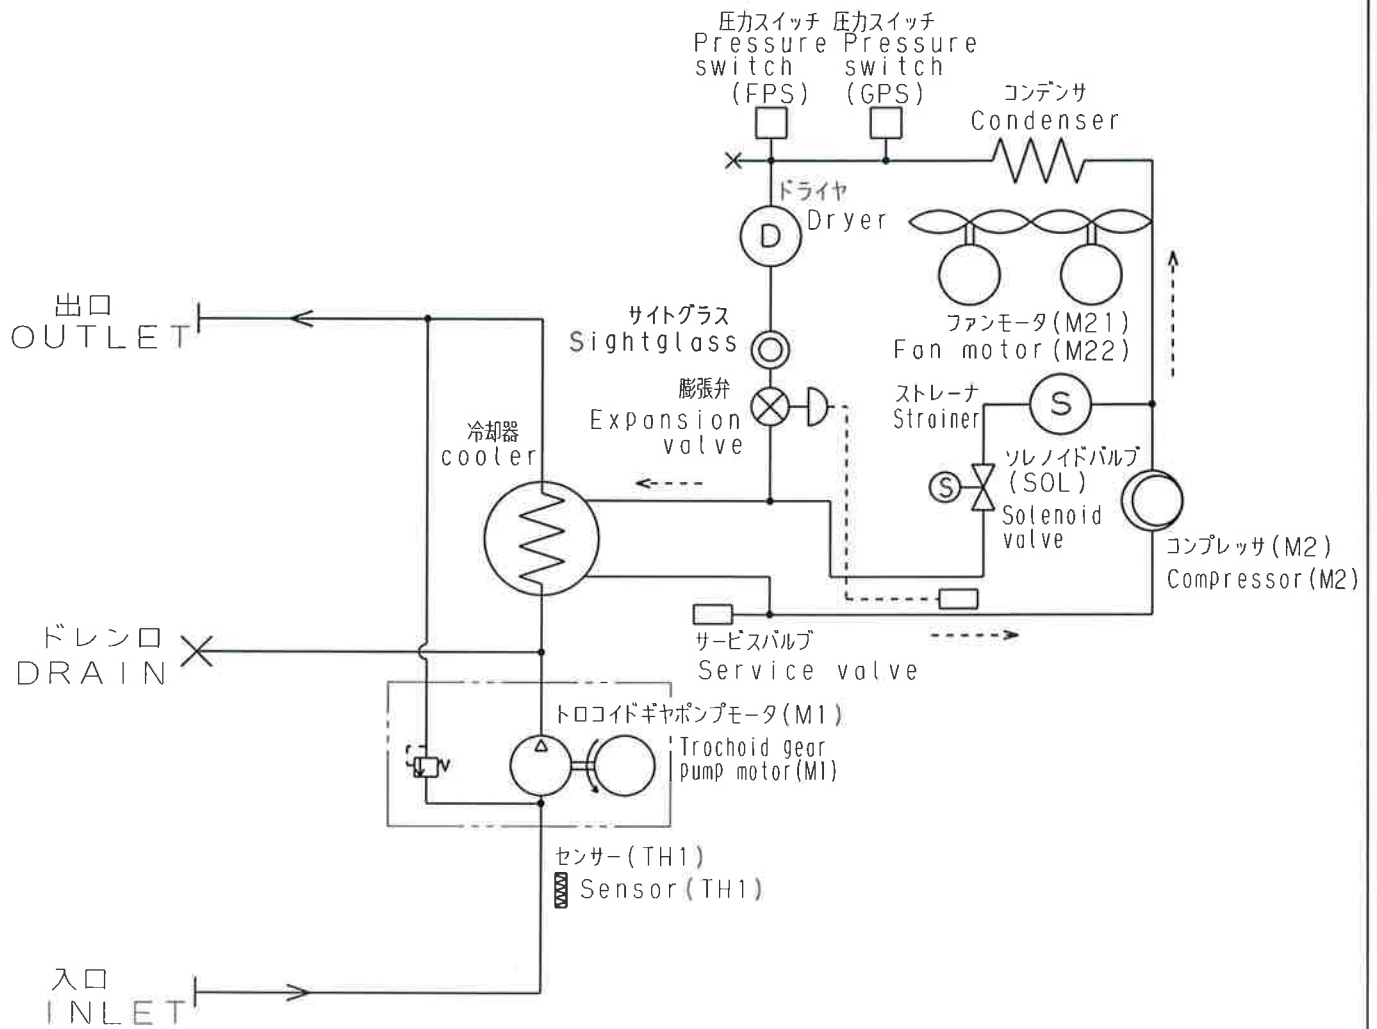 圧力スイッチ 圧力スイッチ
Pressure Pressure
switch switch
(FPS) (GPS)
コンデンサ
Condenser
ドライヤ
Dryer
D
出口
OUTLET
サイトグラス
Sightglass
ファンモータ(M21)
Fan motor(M22)
膨張弁
Expansion
valve
ストレーナ
Strainer
S
冷却器
cooler
ソレノイドバルブ
(SOL)
Solenoid
valve
S
コンプレッサ(M2)
Compressor(M2)
ドレン口
DRAIN
サービスバルブ
Service valve
トロコイドギヤポンプモータ(M1)
Trochoid gear
pump motor(M1)
センサー(TH1)
Sensor(TH1)
入口
INLET